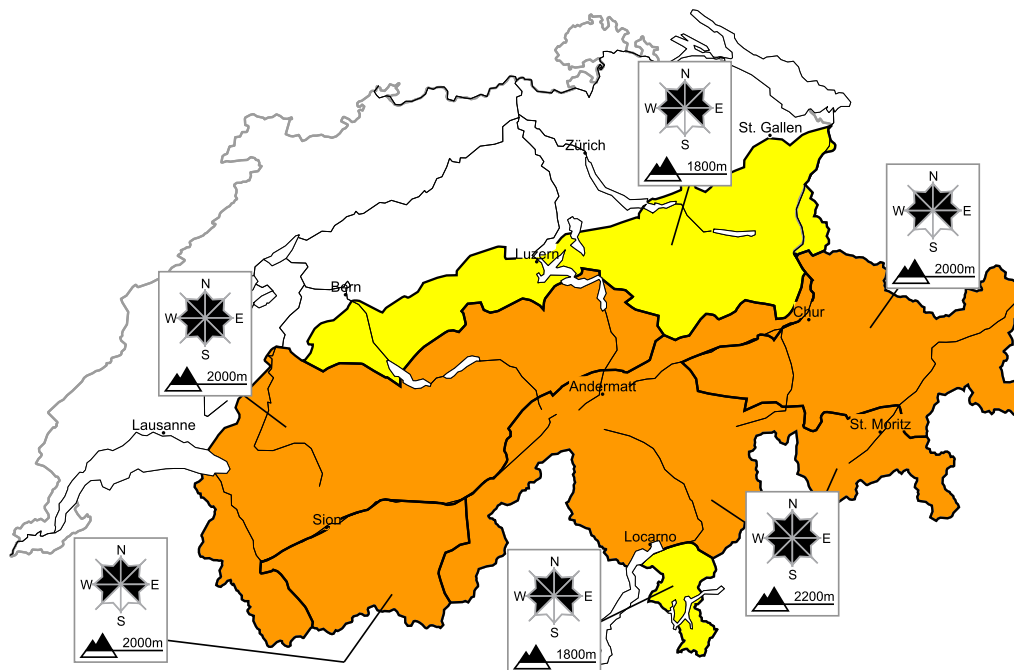 N
W E
S
1800m
St. Gallen
Zürich
N
W E
S
2000m
Luzern
Bern
N
W E
S
2000m
Chur
Andermatt
Lausanne
St. Moritz
Sion
Locarno
N
W E
S
2200m
N
W E
S
2000m
N
W E
S
1800m